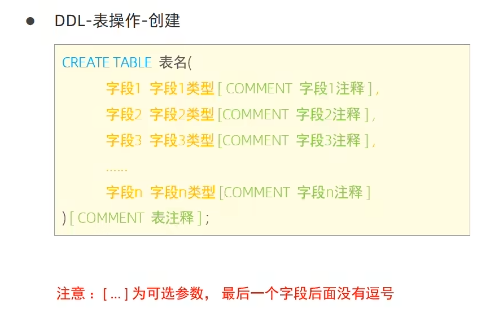 ● DDL-表操作-创建
CREATE TABLE 表名(
字段1 字段1类型[ COMMENT 字段1注释 ] ,
字段2 字段2类型[ COMMENT 字段2注释 ] ,
字段3 字段3类型[ COMMENT 字段3注释 ] ,
......
字段n 字段n类型[COMMENT 字段n注释 ]
) [ COMMENT 表注释 ] ;
注意：[ ... ] 为可选参数， 最后一个字段后面没有逗号